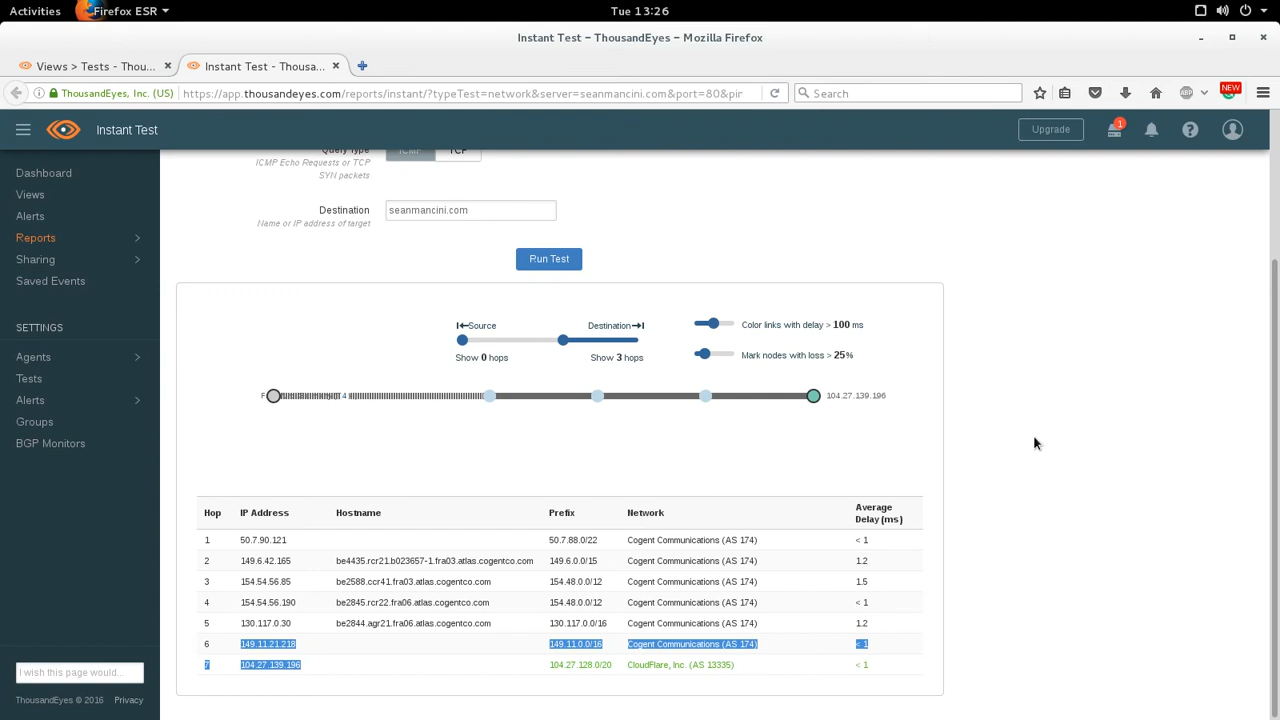 Activities Firefox ESR Tue 13:26
Instant Test – ThousandEyes – Mozilla Firefox
Views > Tests - Thou... Instant Test - Thousa...
ThousandEyes, Inc. (US) https://app.thousandeyes.com/reports/instant/?typeTest=network&server=seanmancini.com&port=80&pir Search NEW
Instant Test Upgrade 1
Dashboard
Views
Alerts
Reports
Sharing
Saved Events
SETTINGS
Agents
Tests
Alerts
Groups
BGP Monitors
I wish this page would...
ThousandEyes © 2016 Privacy
Query Type ICMP TCP
ICMP Echo Requests or TCP
SYN packets
Destination seanmancini.com
Name or IP address of target
Run Test
Source Destination
Show 0 hops Show 3 hops
Color links with delay > 100 ms
Mark nodes with loss > 25%
F 4 104.27.139.196
Hop IP Address Hostname Prefix Network Average Delay (ms)
1 50.7.90.121 50.7.88.0/22 Cogent Communications (AS 174) < 1
2 149.6.42.165 be4435.rcr21.b023657-1.fra03.atlas.cogentco.com 149.6.0.0/15 Cogent Communications (AS 174) 1.2
3 154.54.56.85 be2588.ccr41.fra03.atlas.cogentco.com 154.48.0.0/12 Cogent Communications (AS 174) 1.5
4 154.54.56.190 be2845.rcr22.fra06.atlas.cogentco.com 154.48.0.0/12 Cogent Communications (AS 174) < 1
5 130.117.0.30 be2844.agr21.fra06.atlas.cogentco.com 130.117.0.0/16 Cogent Communications (AS 174) 1.2
6 149.11.21.218 149.11.0.0/16 Cogent Communications (AS 174) < 1
7 104.27.139.196 104.27.128.0/20 CloudFlare, Inc. (AS 13335) < 1